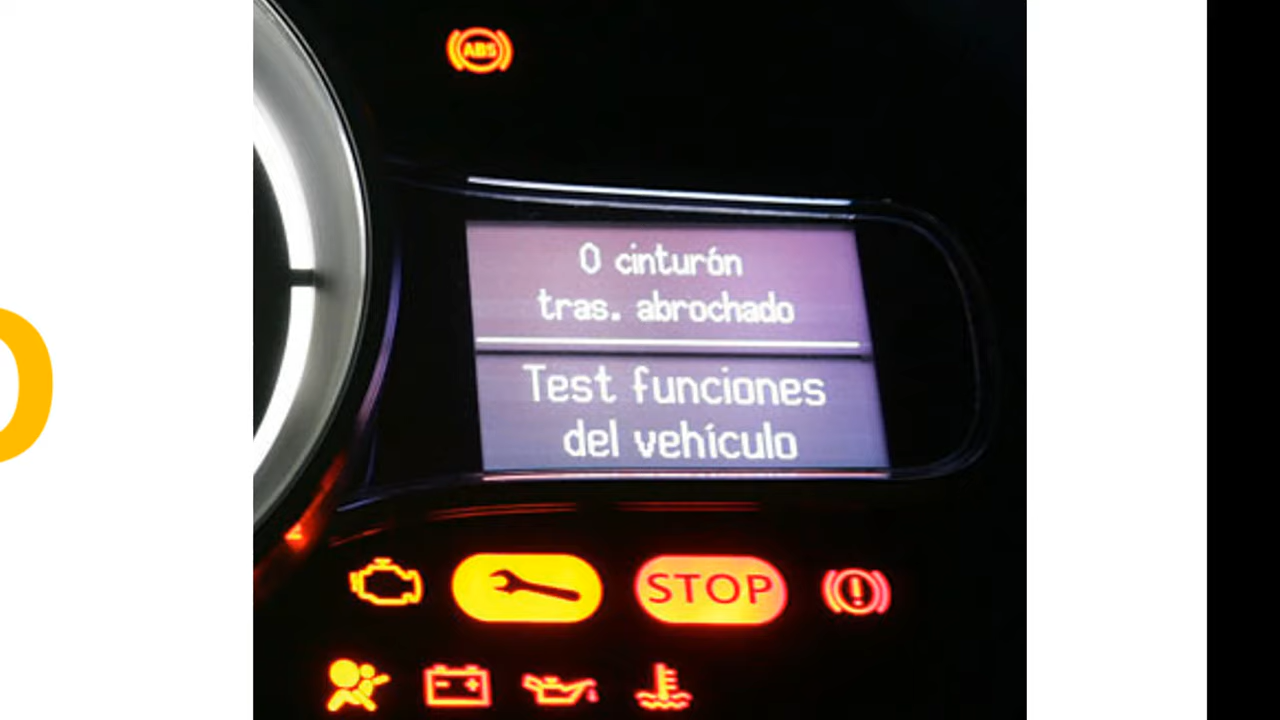 ABS
0 cinturón
tras. abrochado
Test funciones
del vehículo
STOP